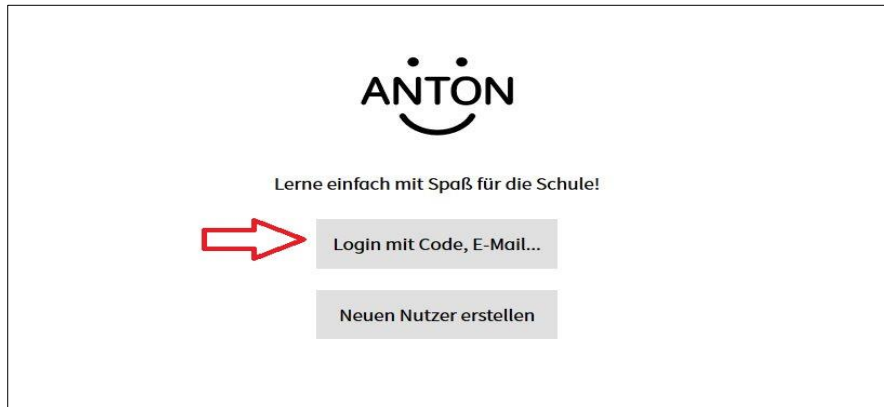 ANTON
Lerne einfach mit Spaß für die Schule!
Login mit Code, E-Mail...
Neuen Nutzer erstellen